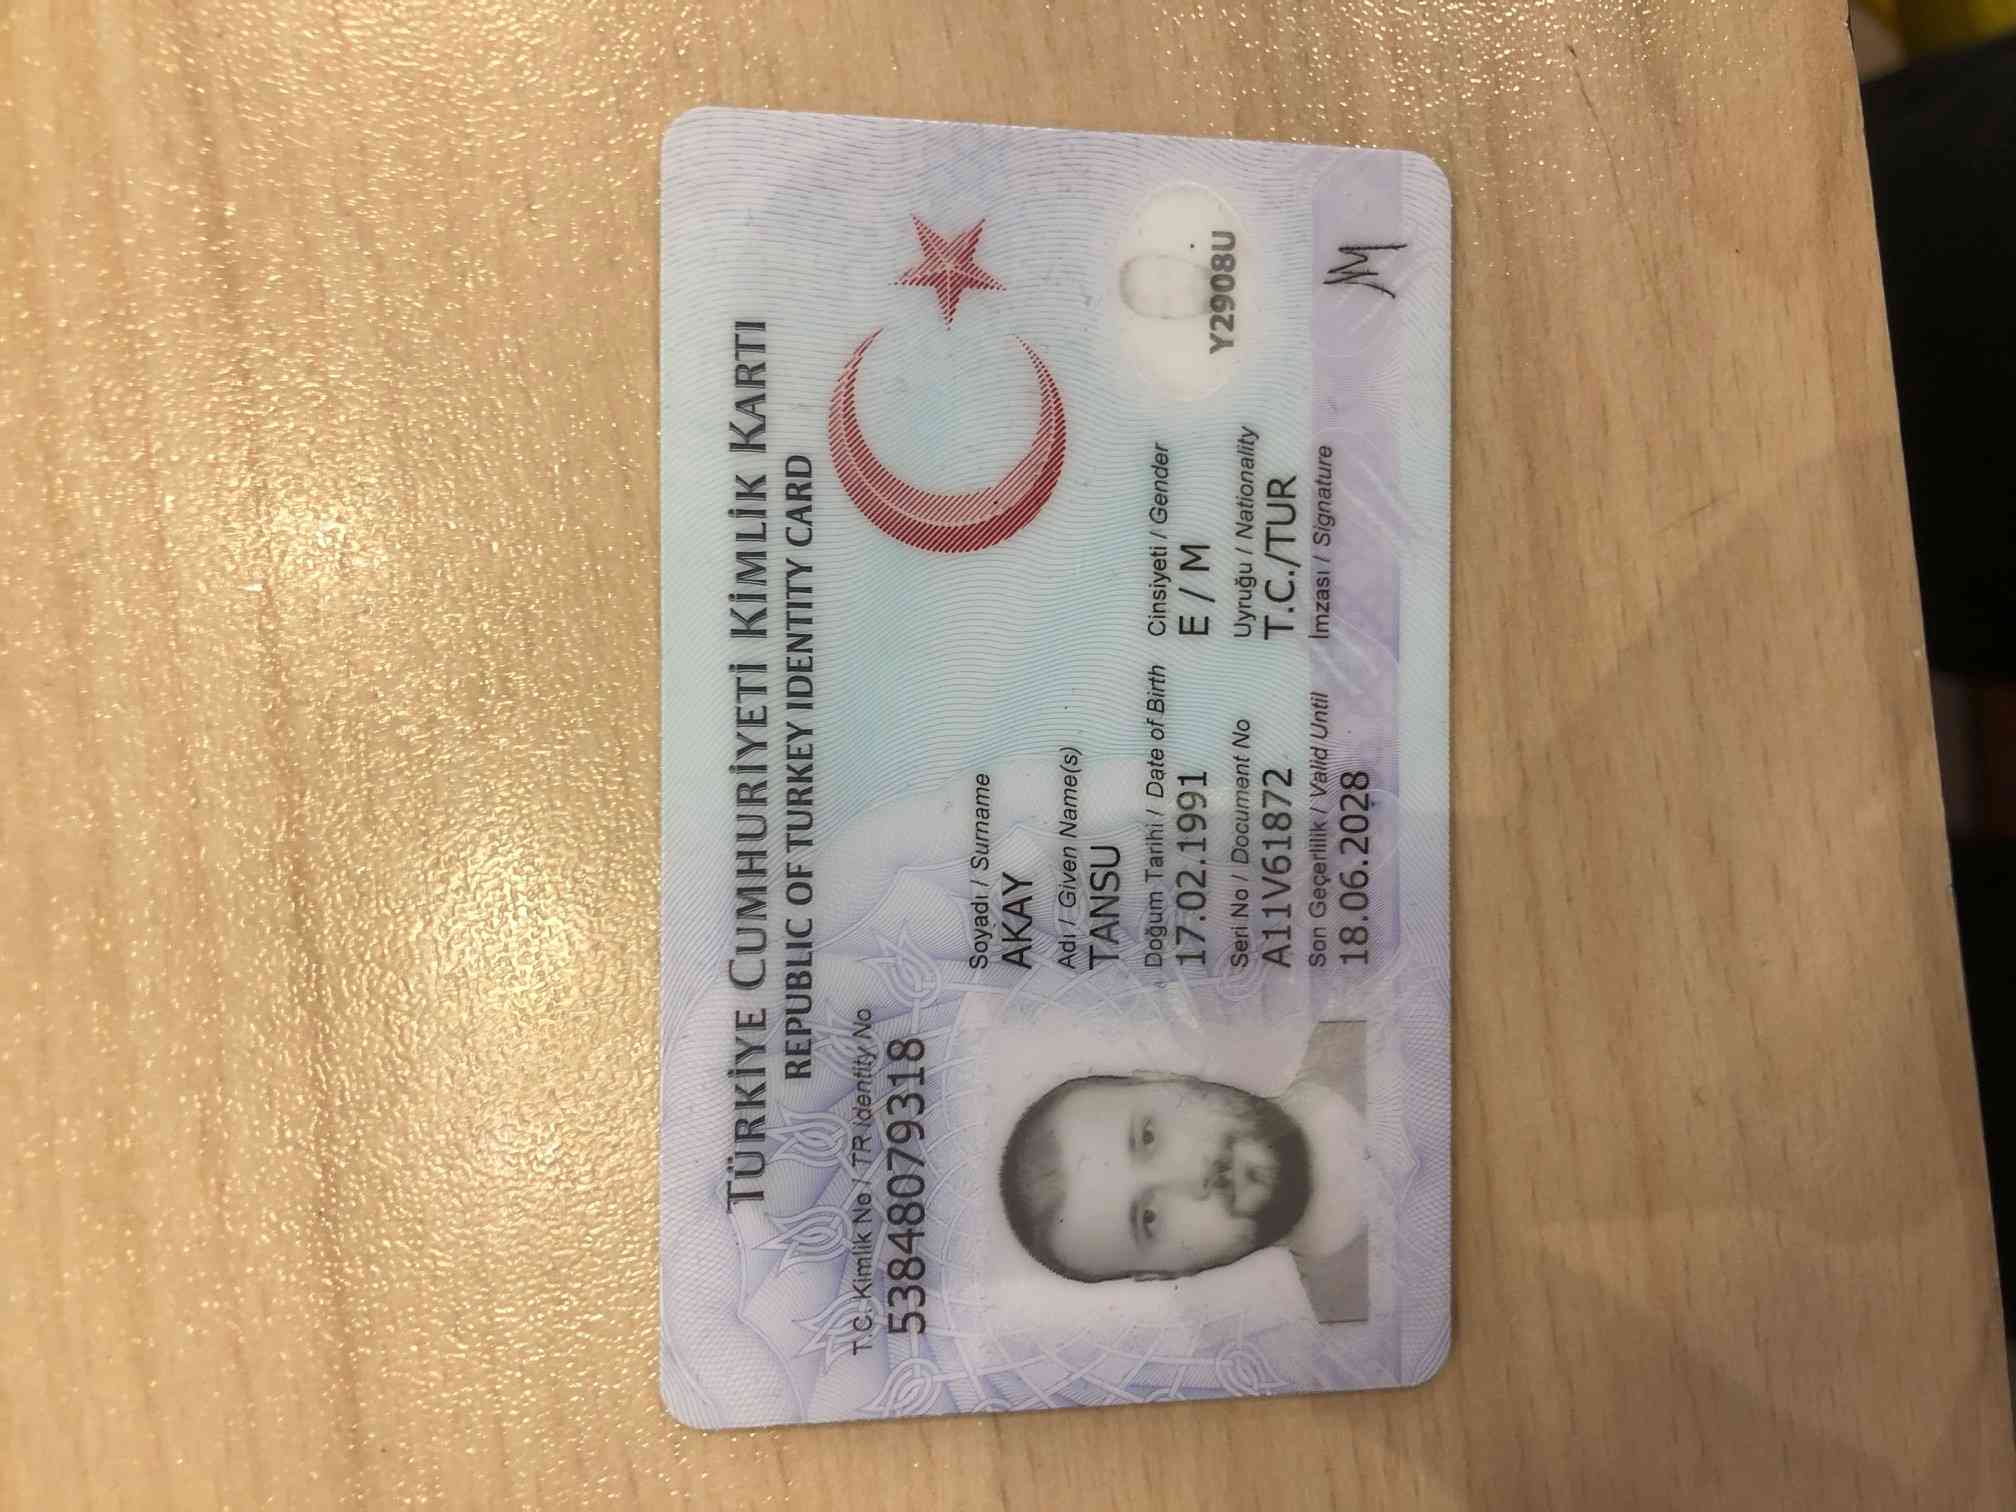 TÜRKİYE CUMHURİYETİ KİMLİK KARTI
REPUBLIC OF TURKEY IDENTITY CARD
T.C. Kimlik No / TR Identity No
53848079318
Soyadı / Surname
AKAY
Adı / Given Name(s)
TANSU
Doğum Tarihi / Date of Birth Cinsiyeti / Gender
17.02.1991 E / M
Seri No / Document No Uyruğu / Nationality
A11V61872 T.C./TUR
Son Geçerlilik / Valid Until İmzası / Signature
18.06.2028
Y2908U